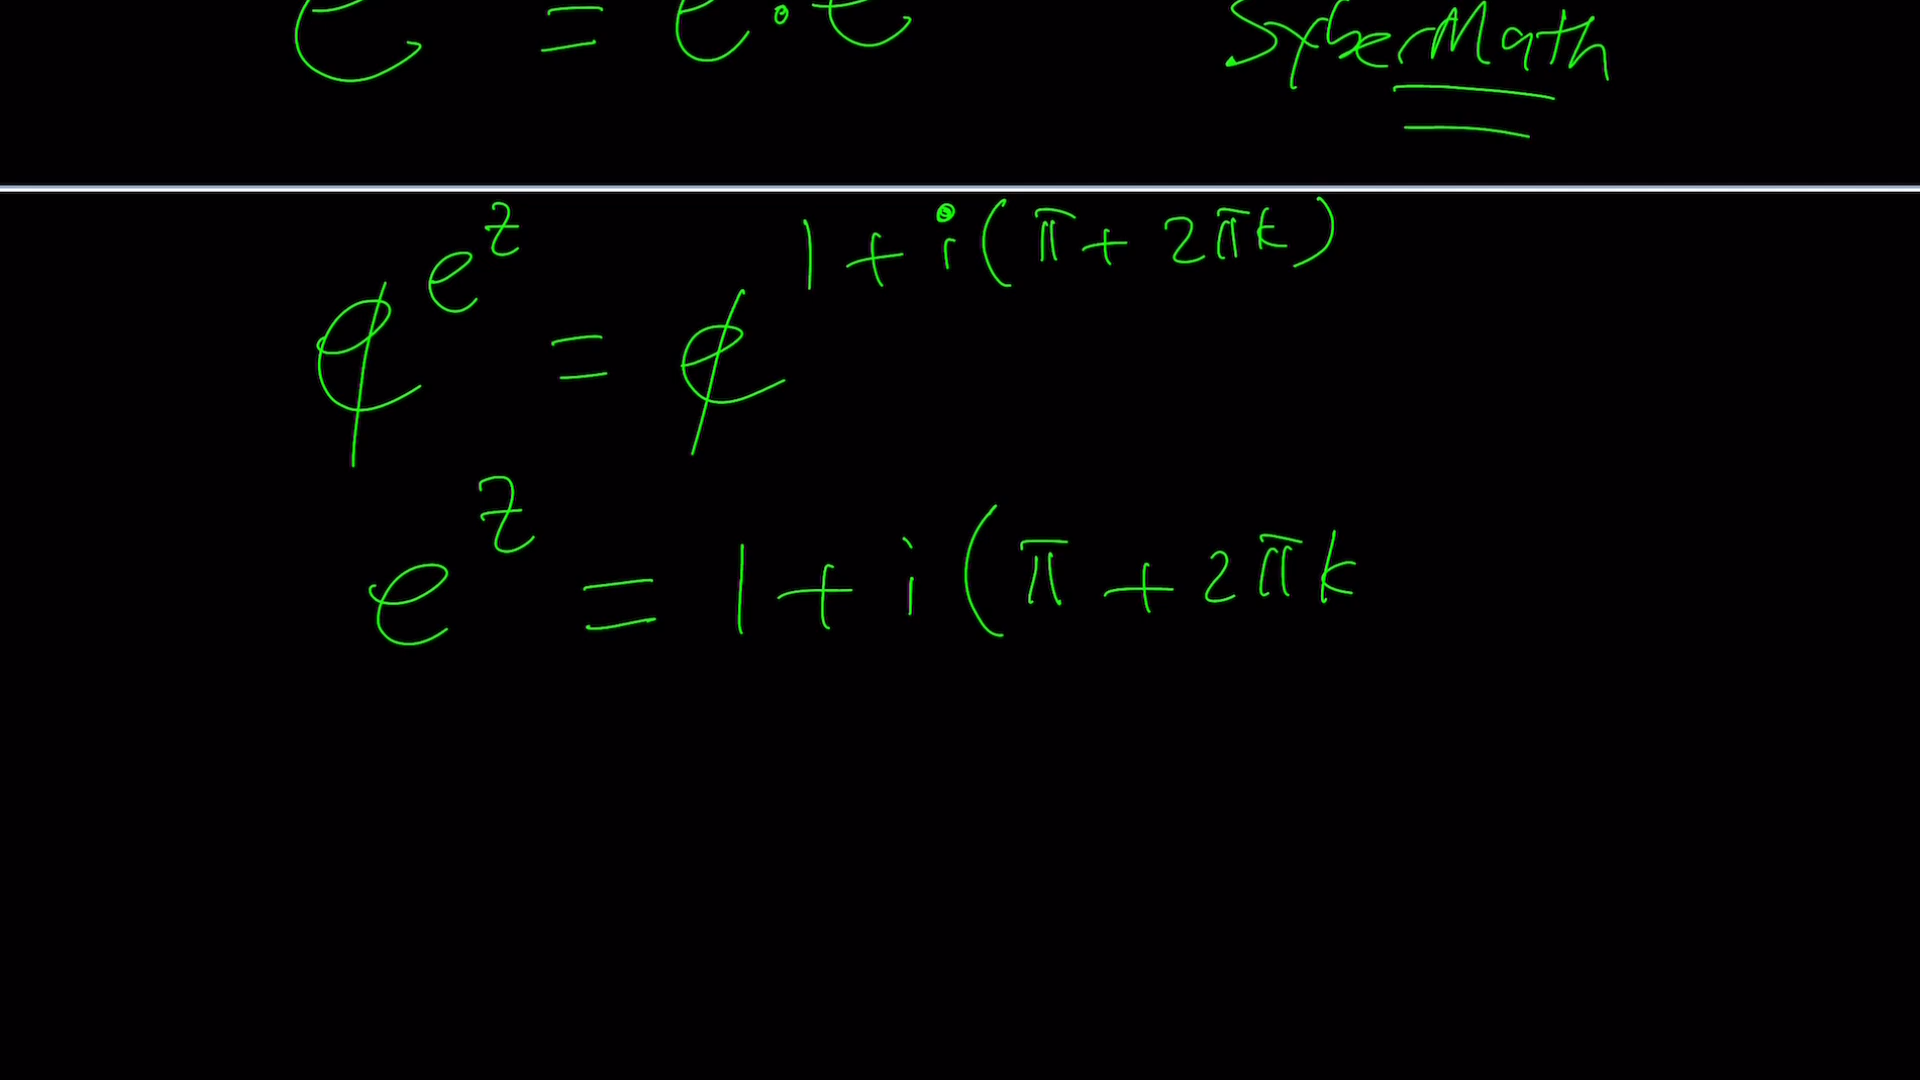 e = e · e
SyberMath
e^{e^z} = e^{1 + i(π + 2πk)}
e^z = 1 + i(π + 2πk